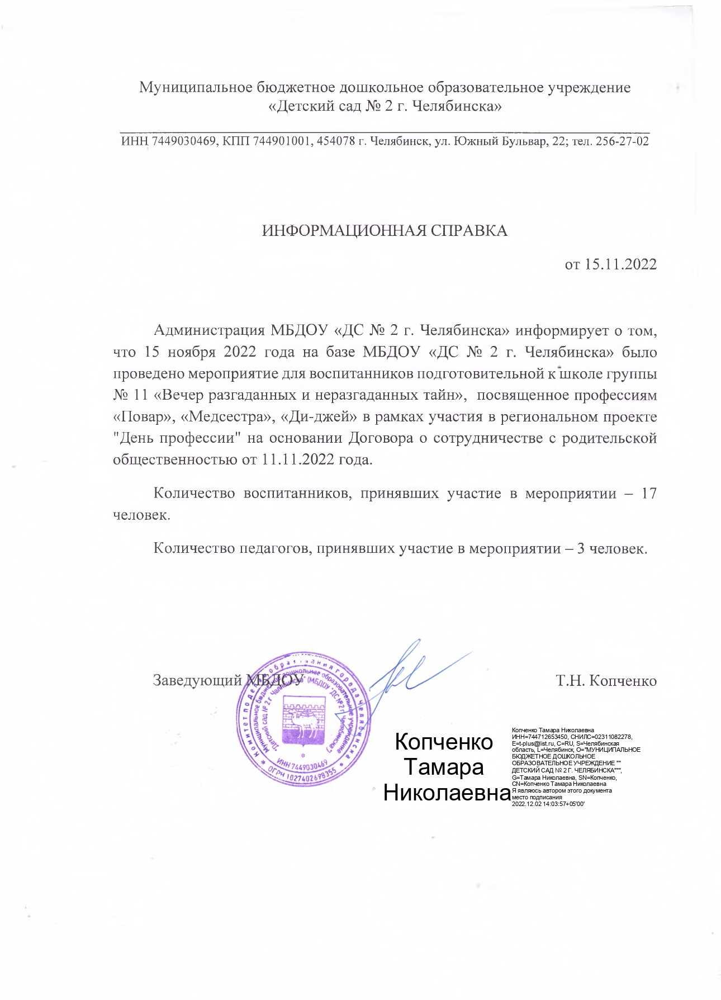 Муниципальное бюджетное дошкольное образовательное учреждение
«Детский сад № 2 г. Челябинска»
ИНН 7449030469, КПП 744901001, 454078 г. Челябинск, ул. Южный Бульвар, 22; тел. 256-27-02
ИНФОРМАЦИОННАЯ СПРАВКА
от 15.11.2022
Администрация МБДОУ «ДС № 2 г. Челябинска» информирует о том,
что 15 ноября 2022 года на базе МБДОУ «ДС № 2 г. Челябинска» было
проведено мероприятие для воспитанников подготовительной к школе группы
№ 11 «Вечер разгаданных и неразгаданных тайн», посвященное профессиям
«Повар», «Медсестра», «Ди-джей» в рамках участия в региональном проекте
"День профессии" на основании Договора о сотрудничестве с родительской
общественностью от 11.11.2022 года.
Количество воспитанников, принявших участие в мероприятии – 17
человек.
Количество педагогов, принявших участие в мероприятии – 3 человек.
Заведующий МБДОУ
Т.Н. Копченко
Комитет по делам образования города Челябинска
Муниципальное бюджетное дошкольное образовательное учреждение
"Детский сад № 2 г. Челябинска" (МБДОУ "ДС № 2 г. Челябинска")
ИНН 7449030469
ОГРН 1027402698355
Копченко
Тамара
Николаевна
Копченко Тамара Николаевна
ИНН=744712653450, СНИЛС=02311082278,
E=t-plus@list.ru, C=RU, S=Челябинская
область, L=Челябинск, O="МУНИЦИПАЛЬНОЕ
БЮДЖЕТНОЕ ДОШКОЛЬНОЕ
ОБРАЗОВАТЕЛЬНОЕ УЧРЕЖДЕНИЕ ""
ДЕТСКИЙ САД № 2 Г. ЧЕЛЯБИНСКА""",
G=Тамара Николаевна, SN=Копченко,
CN=Копченко Тамара Николаевна
Я являюсь автором этого документа
место подписания
2022.12.02 14:03:57+05'00'